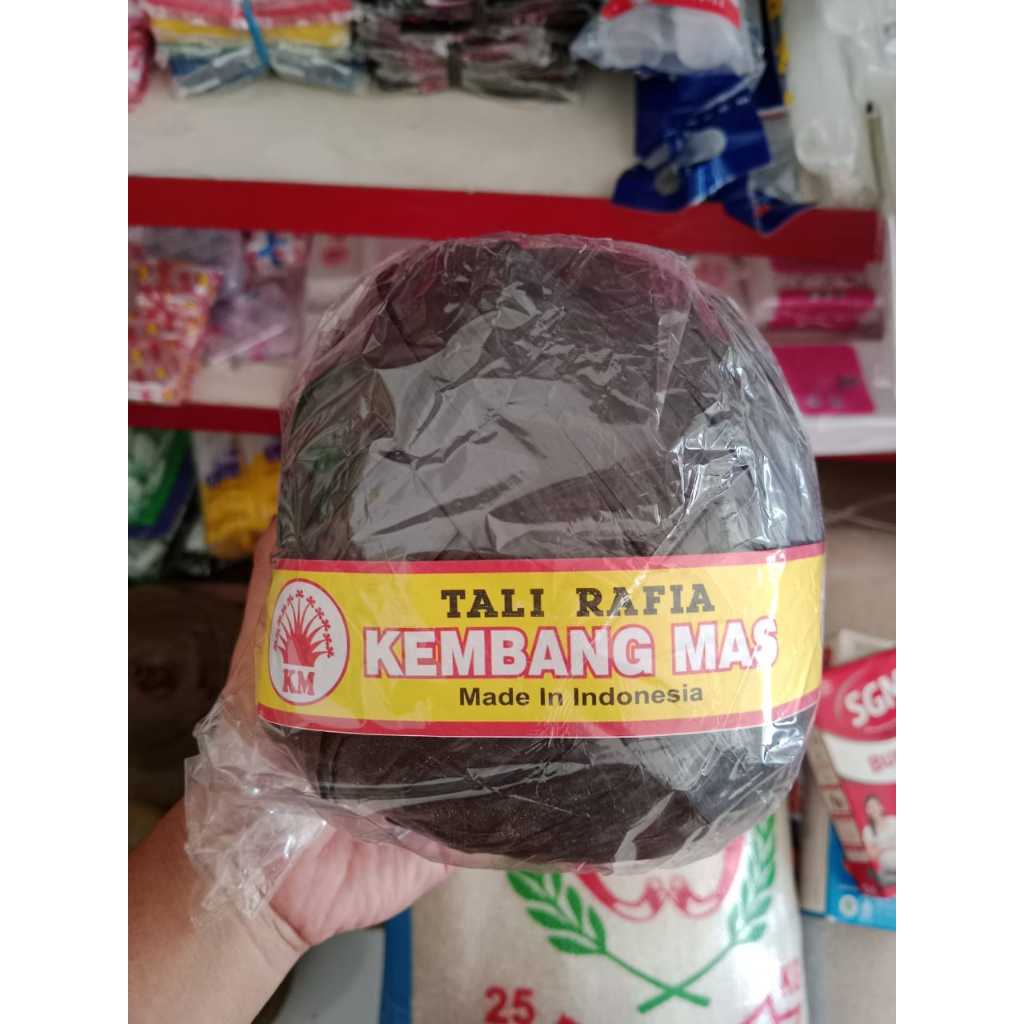 TALI RAFIA
KEMBANG MAS
Made In Indonesia
KM
SGM
25